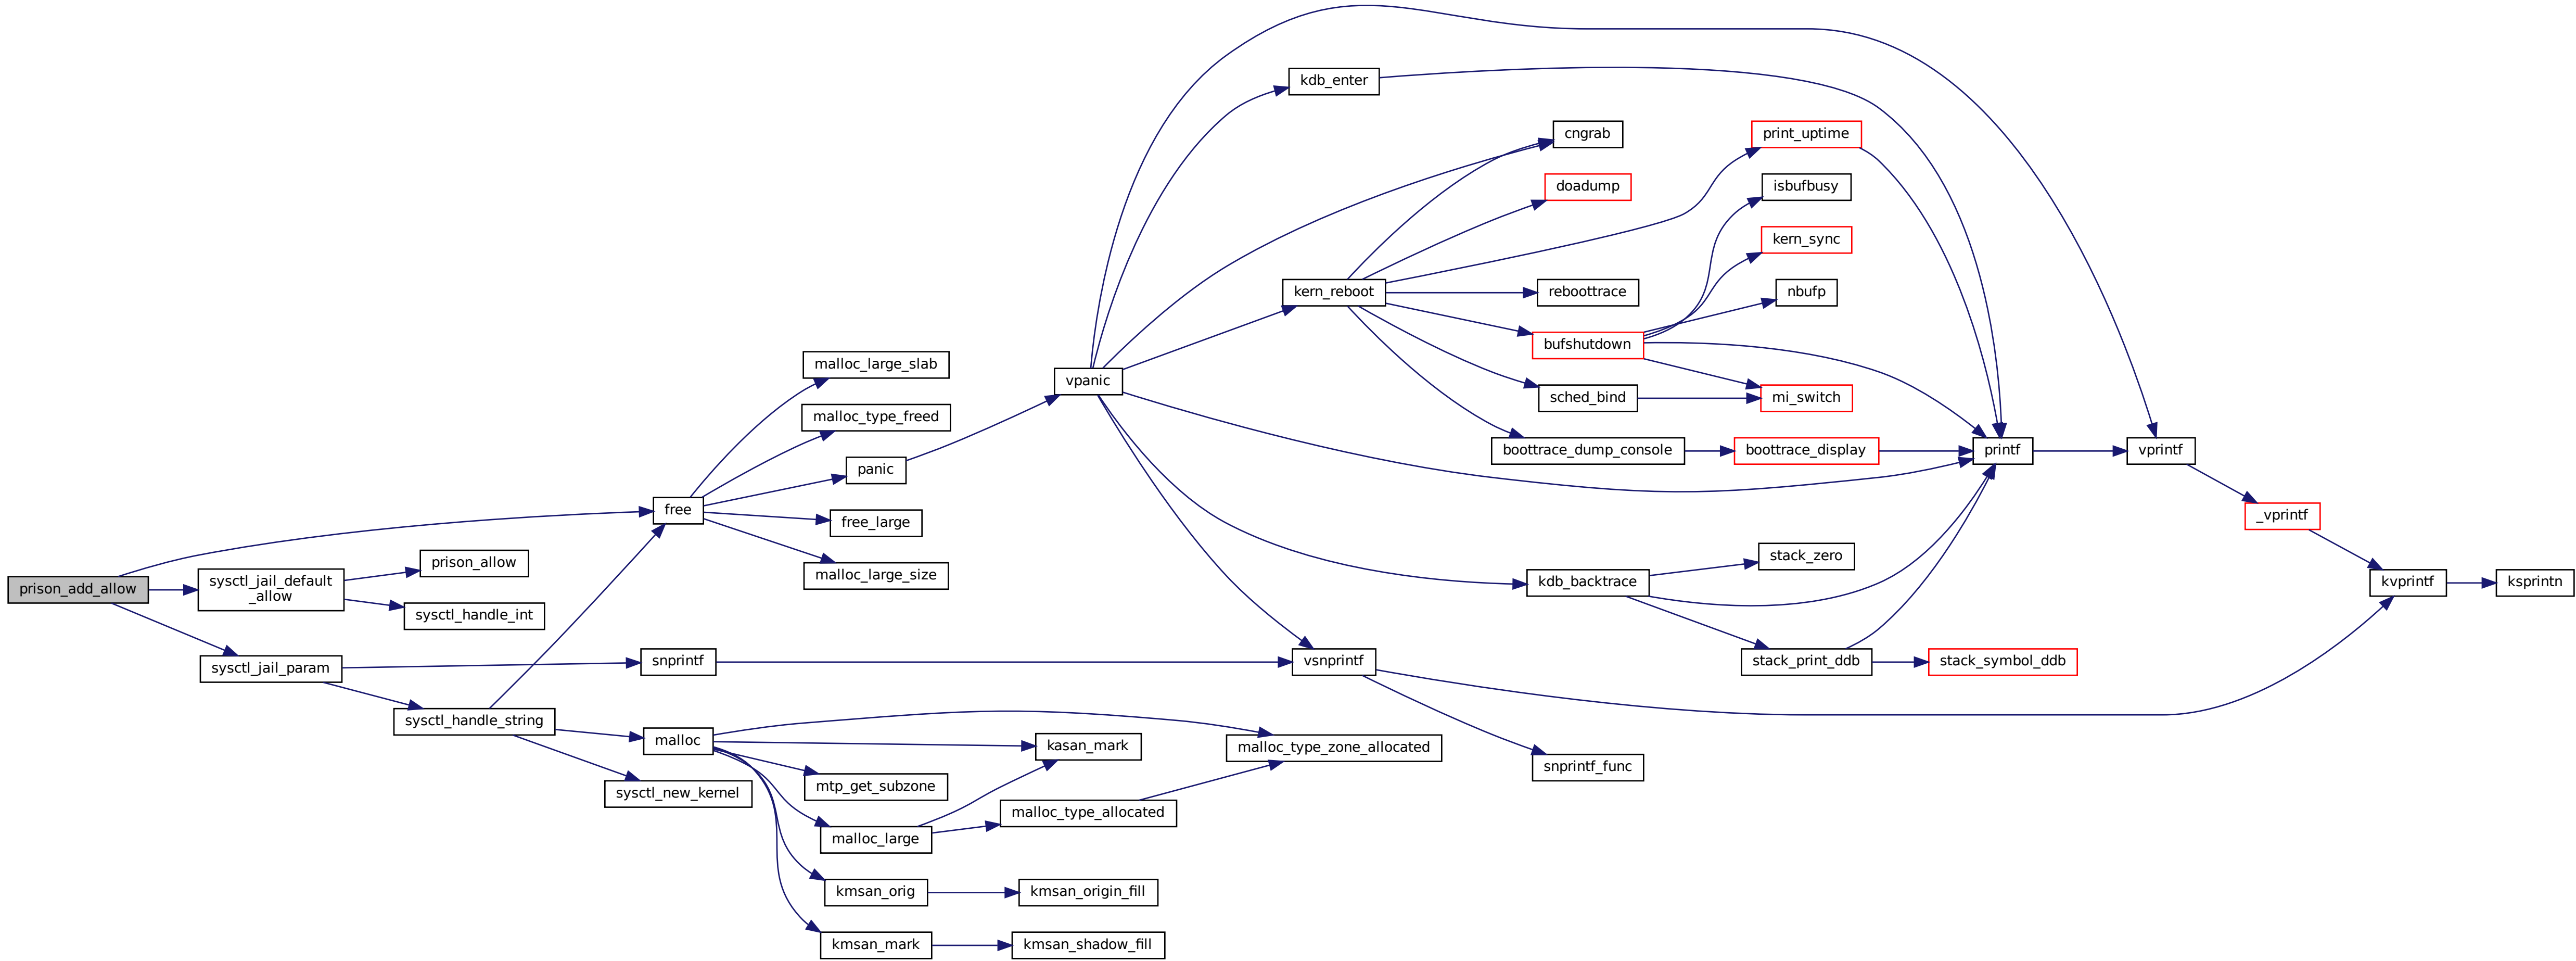 prison_add_allow
sysctl_jail_default
_allow
sysctl_jail_param
prison_allow
sysctl_handle_int
sysctl_handle_string
free
snprintf
malloc
sysctl_new_kernel
malloc_large_slab
malloc_type_freed
panic
free_large
malloc_large_size
mtp_get_subzone
malloc_large
kmsan_orig
kmsan_mark
vpanic
kasan_mark
malloc_type_allocated
kmsan_origin_fill
kmsan_shadow_fill
kdb_enter
kern_reboot
vsnprintf
malloc_type_zone_allocated
cngrab
doadump
reboottrace
bufshutdown
sched_bind
boottrace_dump_console
kdb_backtrace
snprintf_func
print_uptime
isbufbusy
kern_sync
nbufp
mi_switch
boottrace_display
stack_zero
stack_print_ddb
printf
stack_symbol_ddb
vprintf
_vprintf
kvprintf
ksprintn